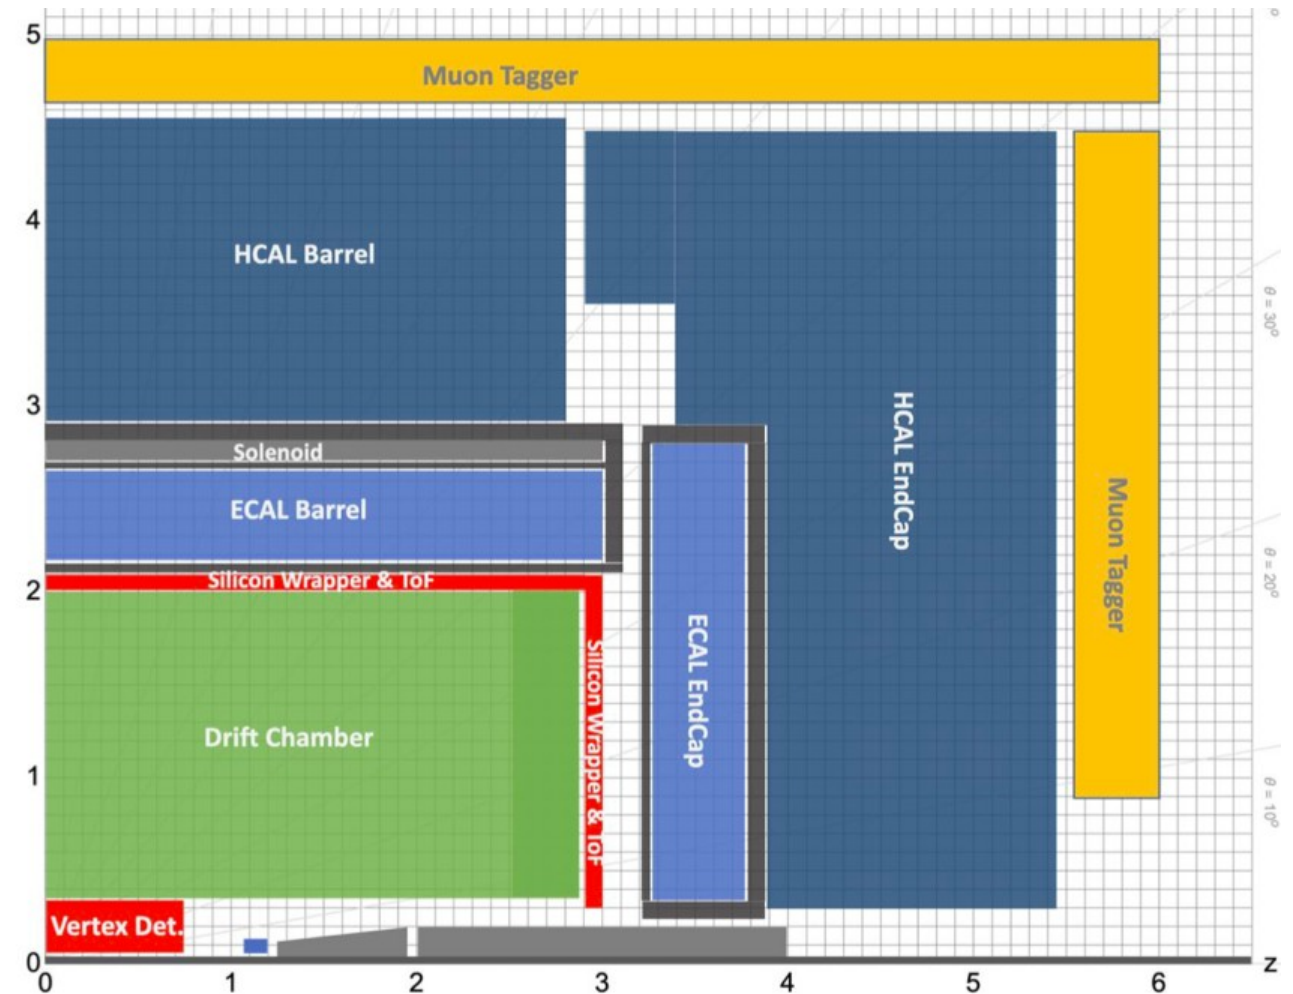 5
Muon Tagger
4
HCAL Barrel
θ = 30°
3
HCAL EndCap
Solenoid
ECAL Barrel
Muon Tagger
θ = 20°
2
Silicon Wrapper & ToF
Silicon Wrapper & ToF
ECAL EndCap
Drift Chamber
1
θ = 10°
Vertex Det.
0
z
0 1 2 3 4 5 6